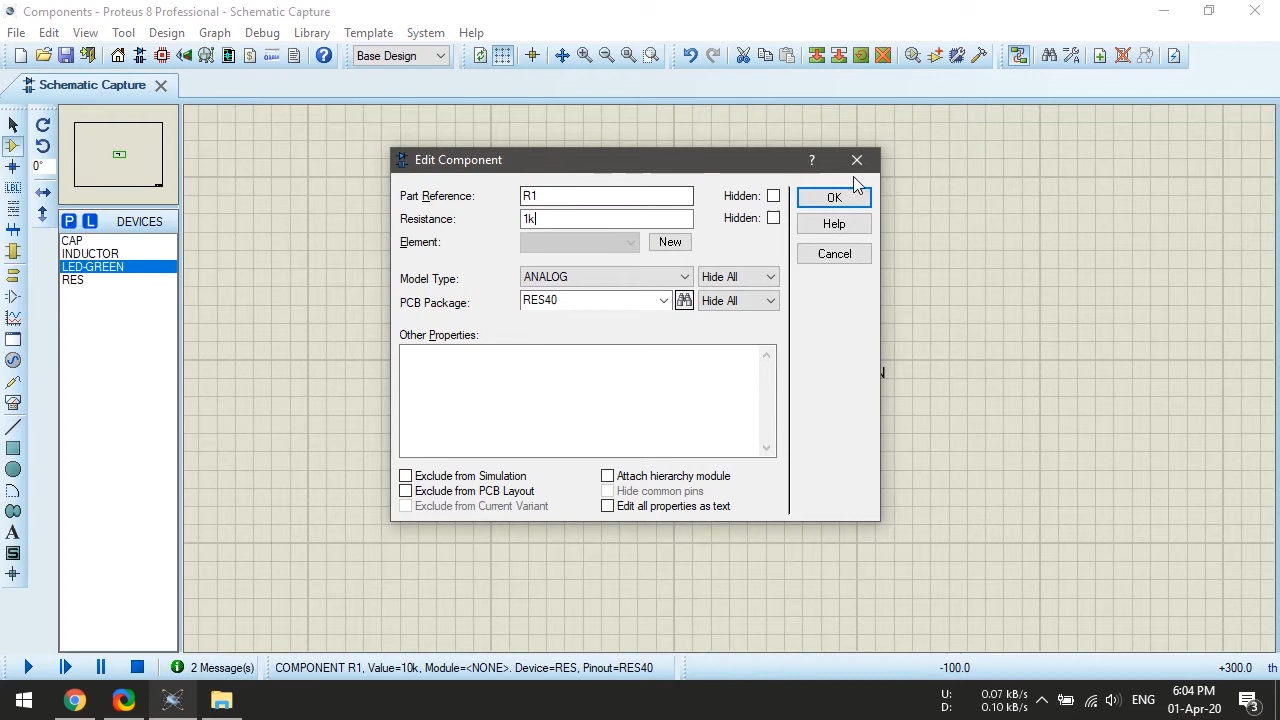 Components - Proteus 8 Professional - Schematic Capture
File Edit View Tool Design Graph Debug Library Template System Help
Base Design
Schematic Capture
0°
P L DEVICES
CAP
INDUCTOR
LED-GREEN
RES
Edit Component
?
Part Reference: R1 Hidden:
OK
Resistance: 1k Hidden:
Help
Element: New
Cancel
Model Type: ANALOG Hide All
PCB Package: RES40 Hide All
Other Properties:
N
Exclude from Simulation Attach hierarchy module
Exclude from PCB Layout Hide common pins
Exclude from Current Variant Edit all properties as text
2 Message(s) COMPONENT R1, Value=10k, Module=<NONE>. Device=RES, Pinout=RES40 -100.0 +300.0 th
U: 0.07 kB/s
D: 0.10 kB/s
ENG
6:04 PM
01-Apr-20
3